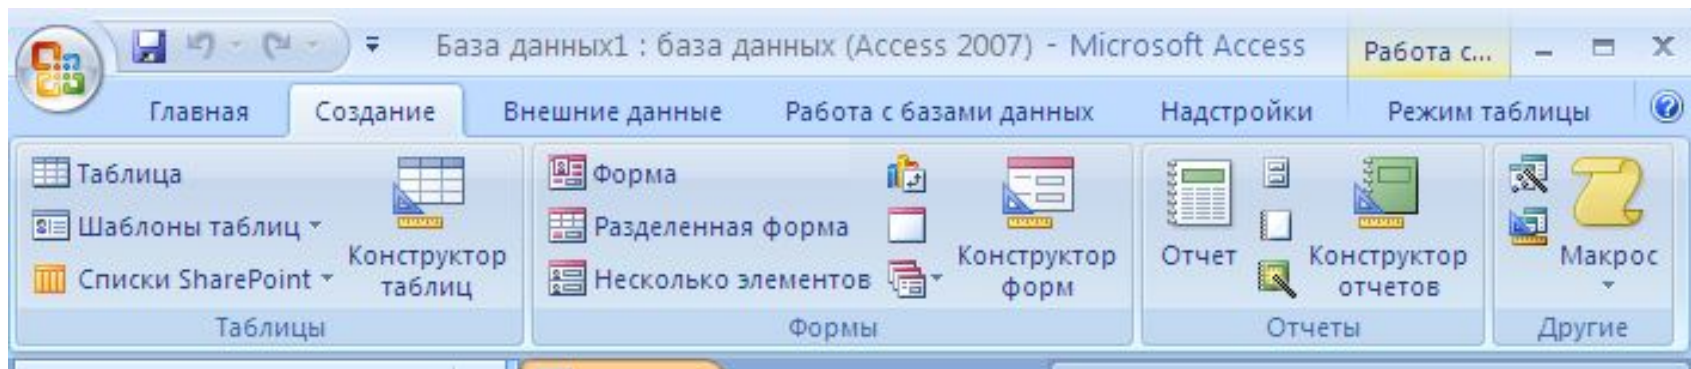 База данных1 : база данных (Access 2007) - Microsoft Access
Работа с...
Главная
Создание
Внешние данные
Работа с базами данных
Надстройки
Режим таблицы
Таблица
Шаблоны таблиц
Списки SharePoint
Конструктор
таблиц
Таблицы
Форма
Разделенная форма
Несколько элементов
Конструктор
форм
Формы
Отчет
Конструктор
отчетов
Отчеты
Макрос
Другие